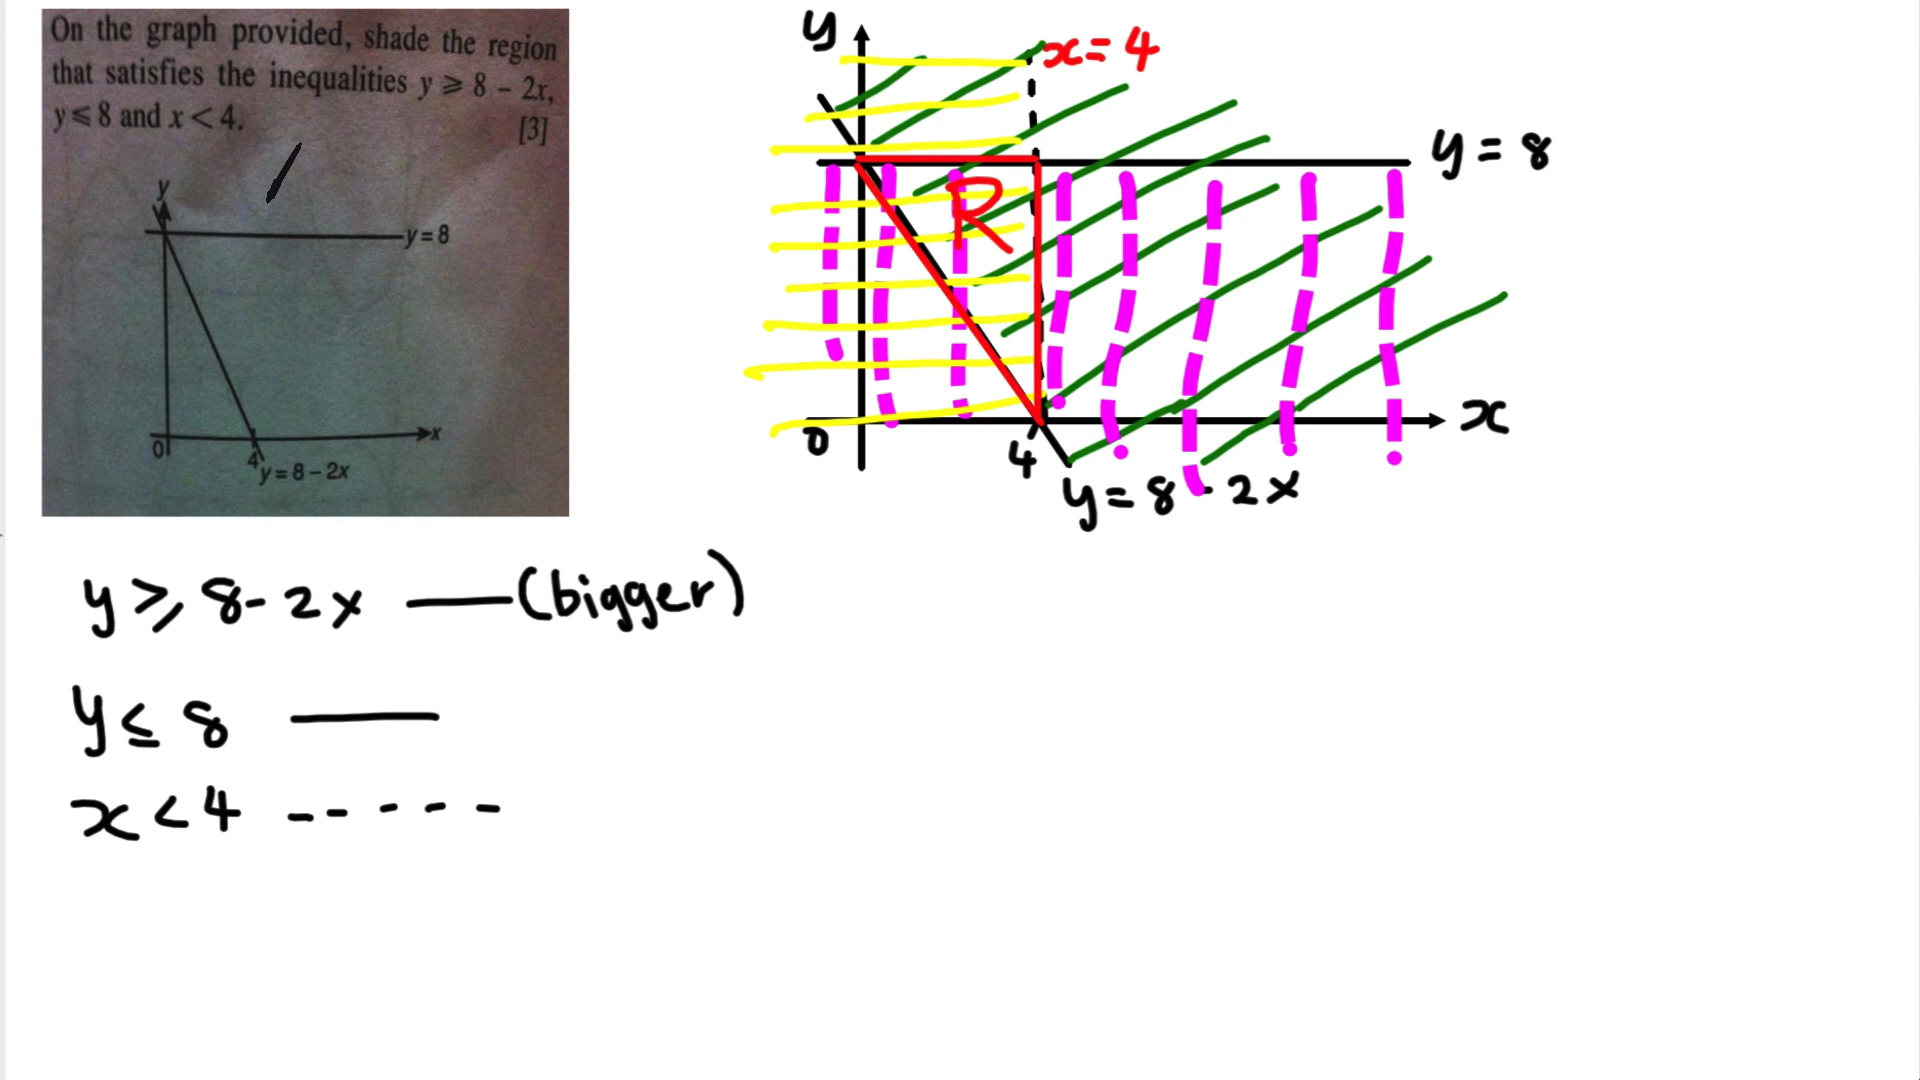 On the graph provided, shade the region
that satisfies the inequalities y ⩾ 8 – 2x,
y ⩽ 8 and x < 4.
[3]
y
y = 8
0
4
x
y = 8 – 2x
y
x = 4
y = 8
R
0
4
x
y = 8 - 2x
y ⩾ 8 - 2x —— (bigger)
y ≤ 8 ——
x < 4 - - - - -